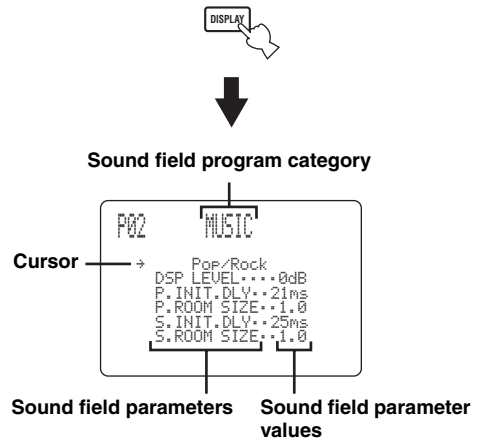 DISPLAY
Sound field program category
P02 MUSIC
Cursor
→ Pop/Rock
DSP LEVEL····0dB
P.INIT.DLY··21ms
P.ROOM SIZE··1.0
S.INIT.DLY··25ms
S.ROOM SIZE··1.0
Sound field parameters
Sound field parameter
values